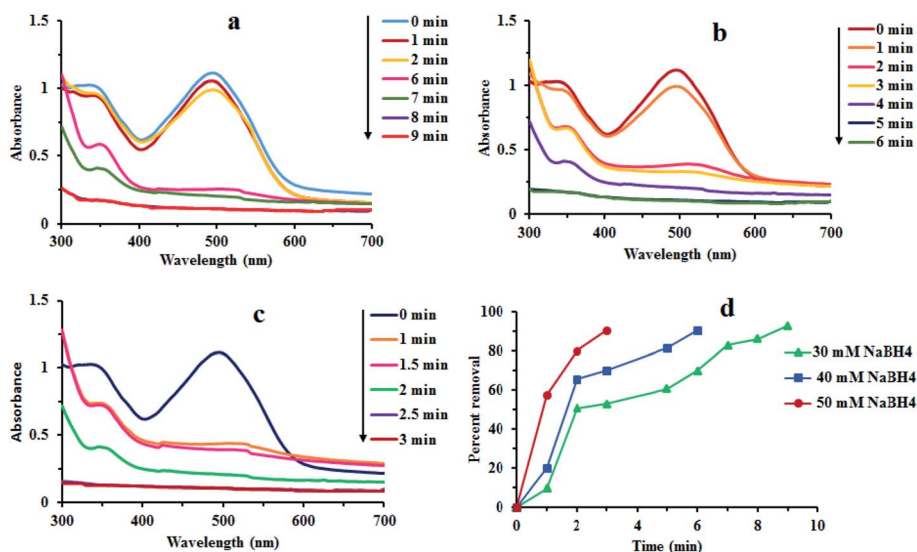 a
1.5
1
0.5
0
Absorbance
300
400
500
600
700
Wavelength (nm)
0 min
1 min
2 min
6 min
7 min
8 min
9 min
b
1.5
1
0.5
0
Absorbance
300
400
500
600
700
Wavelength (nm)
0 min
1 min
2 min
3 min
4 min
5 min
6 min
c
1.5
1
0.5
0
Absorbance
300
400
500
600
700
Wavelength (nm)
0 min
1 min
1.5 min
2 min
2.5 min
3 min
d
100
80
60
40
20
0
Percent removal
0
2
4
6
8
10
Time (min)
30 mM NaBH4
40 mM NaBH4
50 mM NaBH4